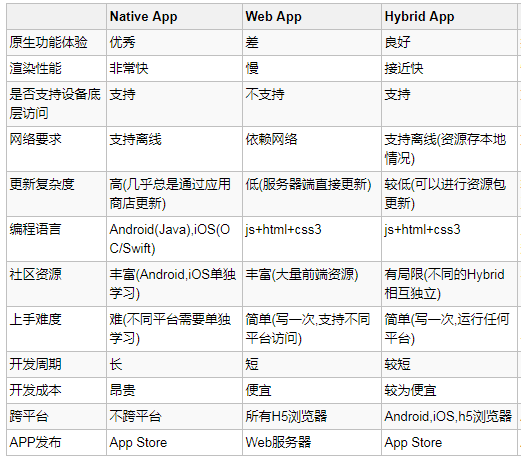 Native App Web App Hybrid App
原生功能体验 优秀 差 良好
渲染性能 非常快 慢 接近快
是否支持设备底层访问 支持 不支持 支持
网络要求 支持离线 依赖网络 支持离线(资源存本地情况)
更新复杂度 高(几乎总是通过应用商店更新) 低(服务器端直接更新) 较低(可以进行资源包更新)
编程语言 Android(Java),iOS(OC/Swift) js+html+css3 js+html+css3
社区资源 丰富(Android,iOS单独学习) 丰富(大量前端资源) 有局限(不同的Hybrid相互独立)
上手难度 难(不同平台需要单独学习) 简单(写一次,支持不同平台访问) 简单(写一次,运行任何平台)
开发周期 长 短 较短
开发成本 昂贵 便宜 较为便宜
跨平台 不跨平台 所有H5浏览器 Android,iOS,h5浏览器
APP发布 App Store Web服务器 App Store